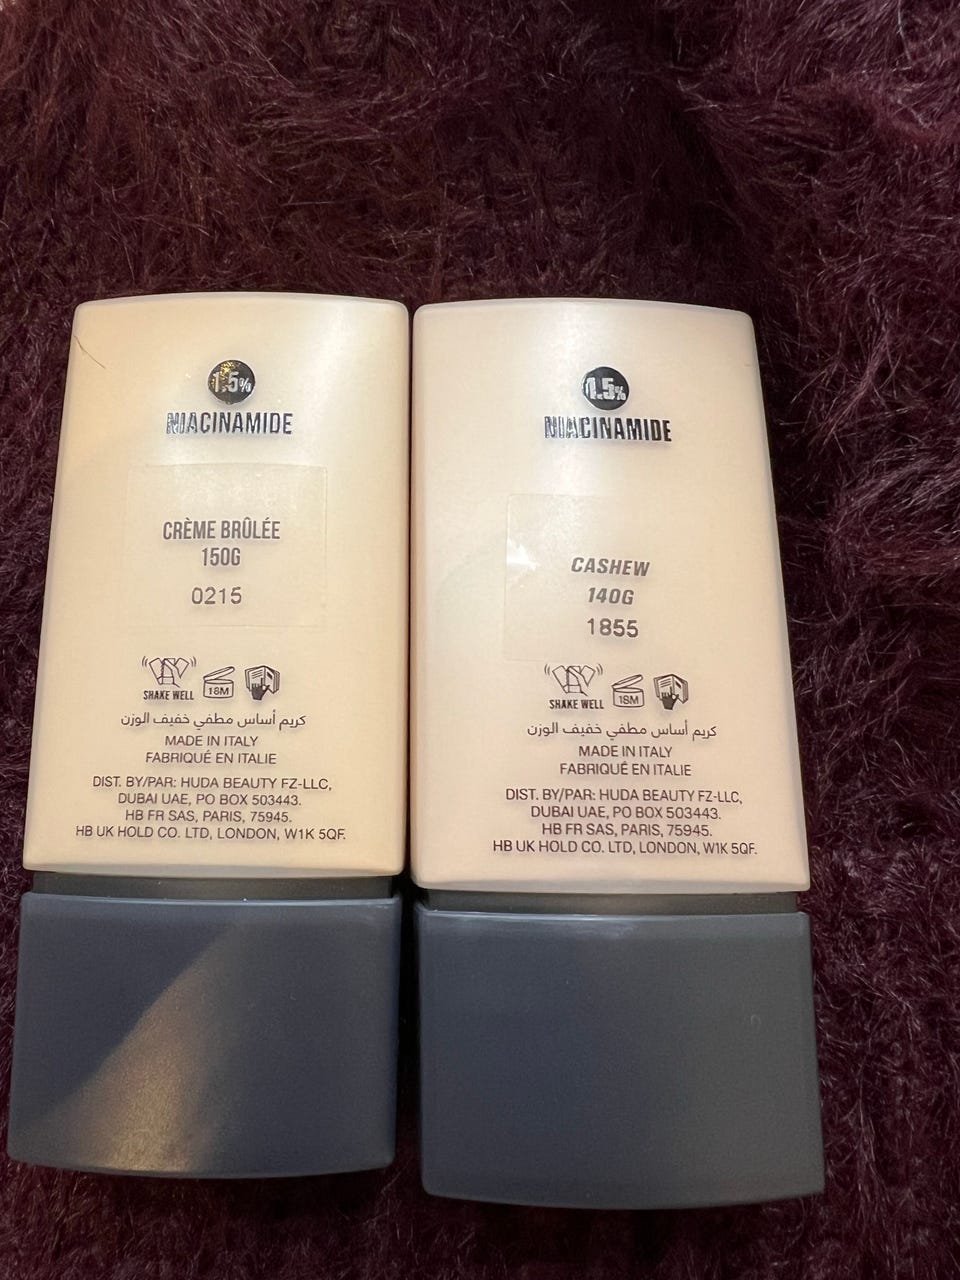 1.5%
NIACINAMIDE
CRÈME BRÛLÉE
150G
0215
SHAKE WELL
18M
كريم أساس مطفي خفيف الوزن
MADE IN ITALY
FABRIQUÉ EN ITALIE
DIST. BY/PAR: HUDA BEAUTY FZ-LLC,
DUBAI UAE, PO BOX 503443.
HB FR SAS, PARIS, 75945.
HB UK HOLD CO. LTD, LONDON, W1K 5QF.
1.5%
NIACINAMIDE
CASHEW
140G
1855
SHAKE WELL
18M
كريم أساس مطفي خفيف الوزن
MADE IN ITALY
FABRIQUÉ EN ITALIE
DIST. BY/PAR: HUDA BEAUTY FZ-LLC,
DUBAI UAE, PO BOX 503443.
HB FR SAS, PARIS, 75945.
HB UK HOLD CO. LTD, LONDON, W1K 5QF.